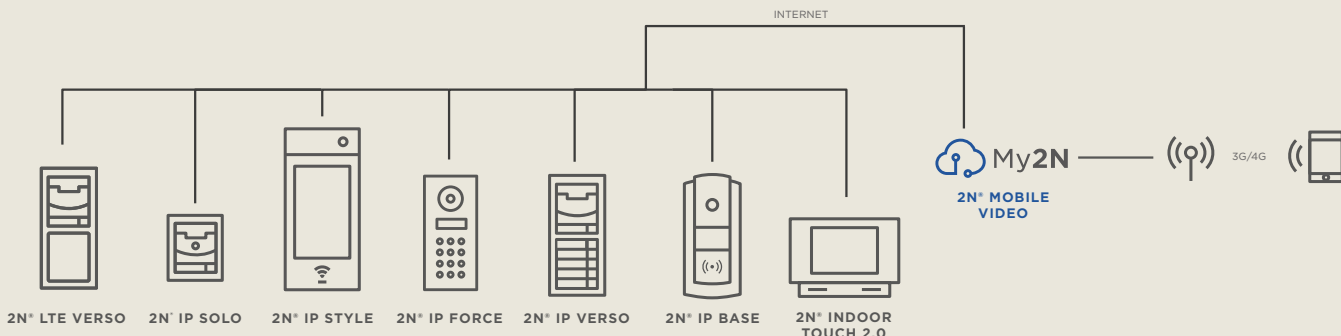 INTERNET
My2N
3G/4G
2N® MOBILE
VIDEO
2N® LTE VERSO
2N® IP SOLO
2N® IP STYLE
2N® IP FORCE
2N® IP VERSO
2N® IP BASE
2N® INDOOR
TOUCH 2.0